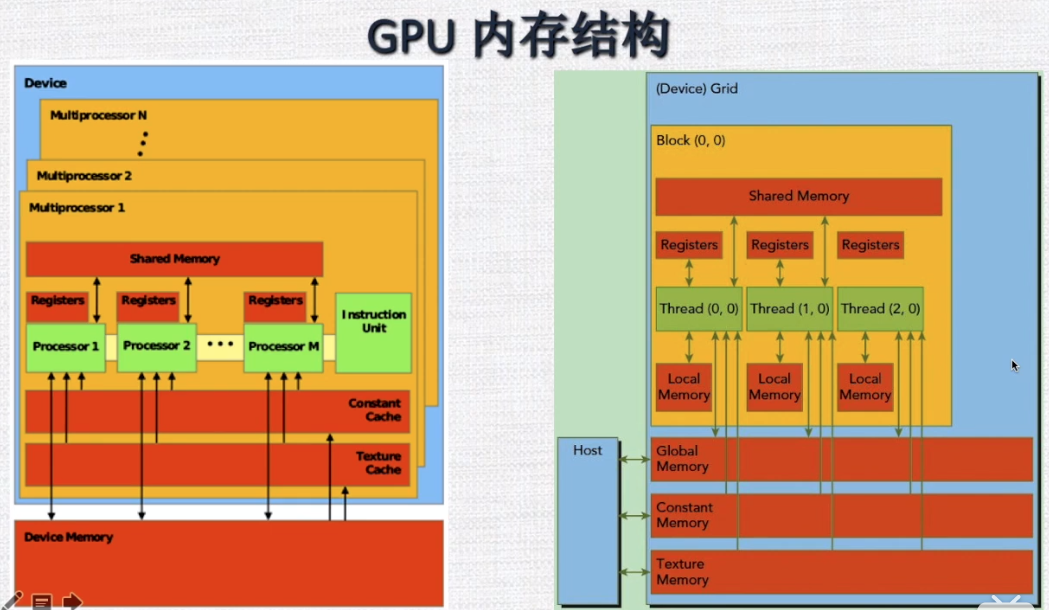 GPU 内存结构
Device
Multiprocessor N
Multiprocessor 2
Multiprocessor 1
Shared Memory
Registers
Registers
Registers
Instruction
Unit
Processor 1
Processor 2
Processor M
Constant
Cache
Texture
Cache
Device Memory
(Device) Grid
Block (0, 0)
Shared Memory
Registers
Registers
Registers
Thread (0, 0)
Thread (1, 0)
Thread (2, 0)
Local
Memory
Local
Memory
Local
Memory
Host
Global
Memory
Constant
Memory
Texture
Memory